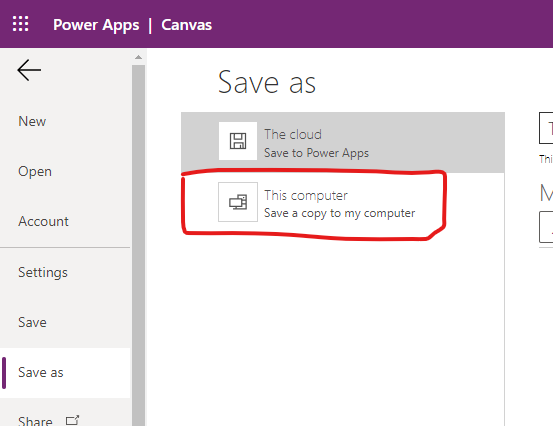 Power Apps | Canvas
Save as
New
Open
Account
Settings
Save
Save as
Share
The cloud
Save to Power Apps
This computer
Save a copy to my computer
Thi
M